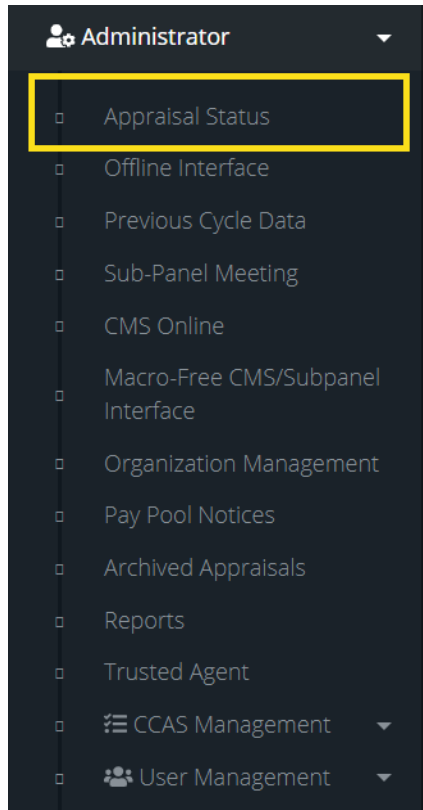 Administrator
Appraisal Status
Offline Interface
Previous Cycle Data
Sub-Panel Meeting
CMS Online
Macro-Free CMS/Subpanel
Interface
Organization Management
Pay Pool Notices
Archived Appraisals
Reports
Trusted Agent
CCAS Management
User Management